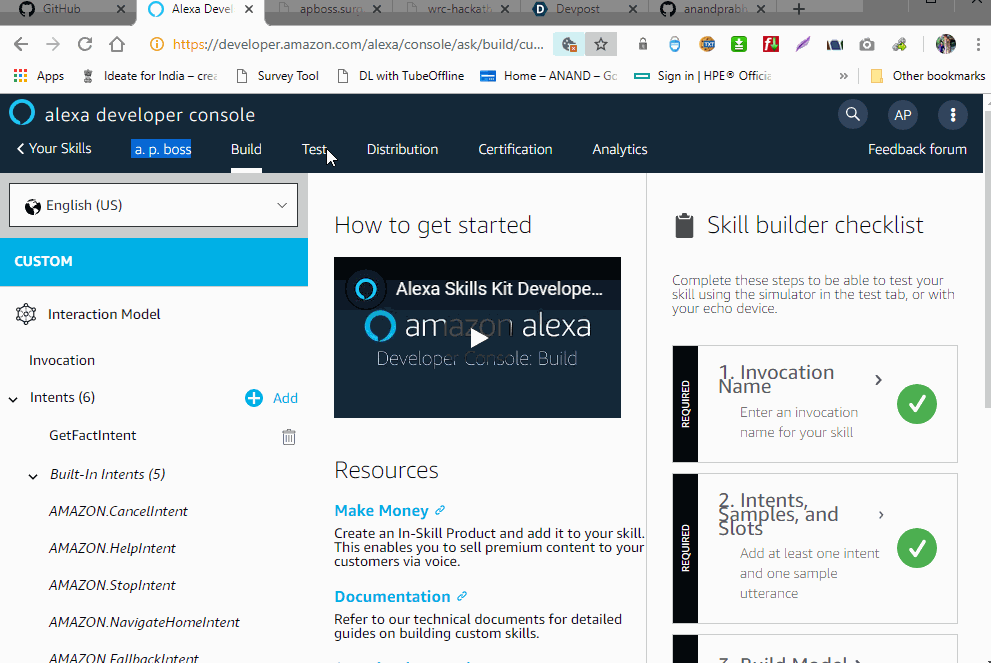 GitHub
Alexa Devel
apboss.surg
wrc-hackath
Devpost
anandprabh
https://developer.amazon.com/alexa/console/ask/build/cu...
Apps
Ideate for India – crea
Survey Tool
DL with TubeOffline
Home – ANAND – Go
Sign in | HPE® Officia
Other bookmarks
alexa developer console
AP
Your Skills
a. p. boss
Build
Test
Distribution
Certification
Analytics
Feedback forum
English (US)
CUSTOM
Interaction Model
Invocation
Intents (6)
Add
GetFactIntent
Built-In Intents (5)
AMAZON.CancelIntent
AMAZON.HelpIntent
AMAZON.StopIntent
AMAZON.NavigateHomeIntent
AMAZON.FallbackIntent
How to get started
Alexa Skills Kit Develope...
amazon alexa
Developer Console: Build
Resources
Make Money
Create an In-Skill Product and add it to your skill.
This enables you to sell premium content to your
customers via voice.
Documentation
Refer to our technical documents for detailed
guides on building custom skills.
Skill builder checklist
Complete these steps to be able to test your
skill using the simulator in the test tab, or with
your echo device.
REQUIRED
1. Invocation
Name
Enter an invocation
name for your skill
REQUIRED
2. Intents,
Samples, and
Slots
Add at least one intent
and one sample
utterance
3. Build Model